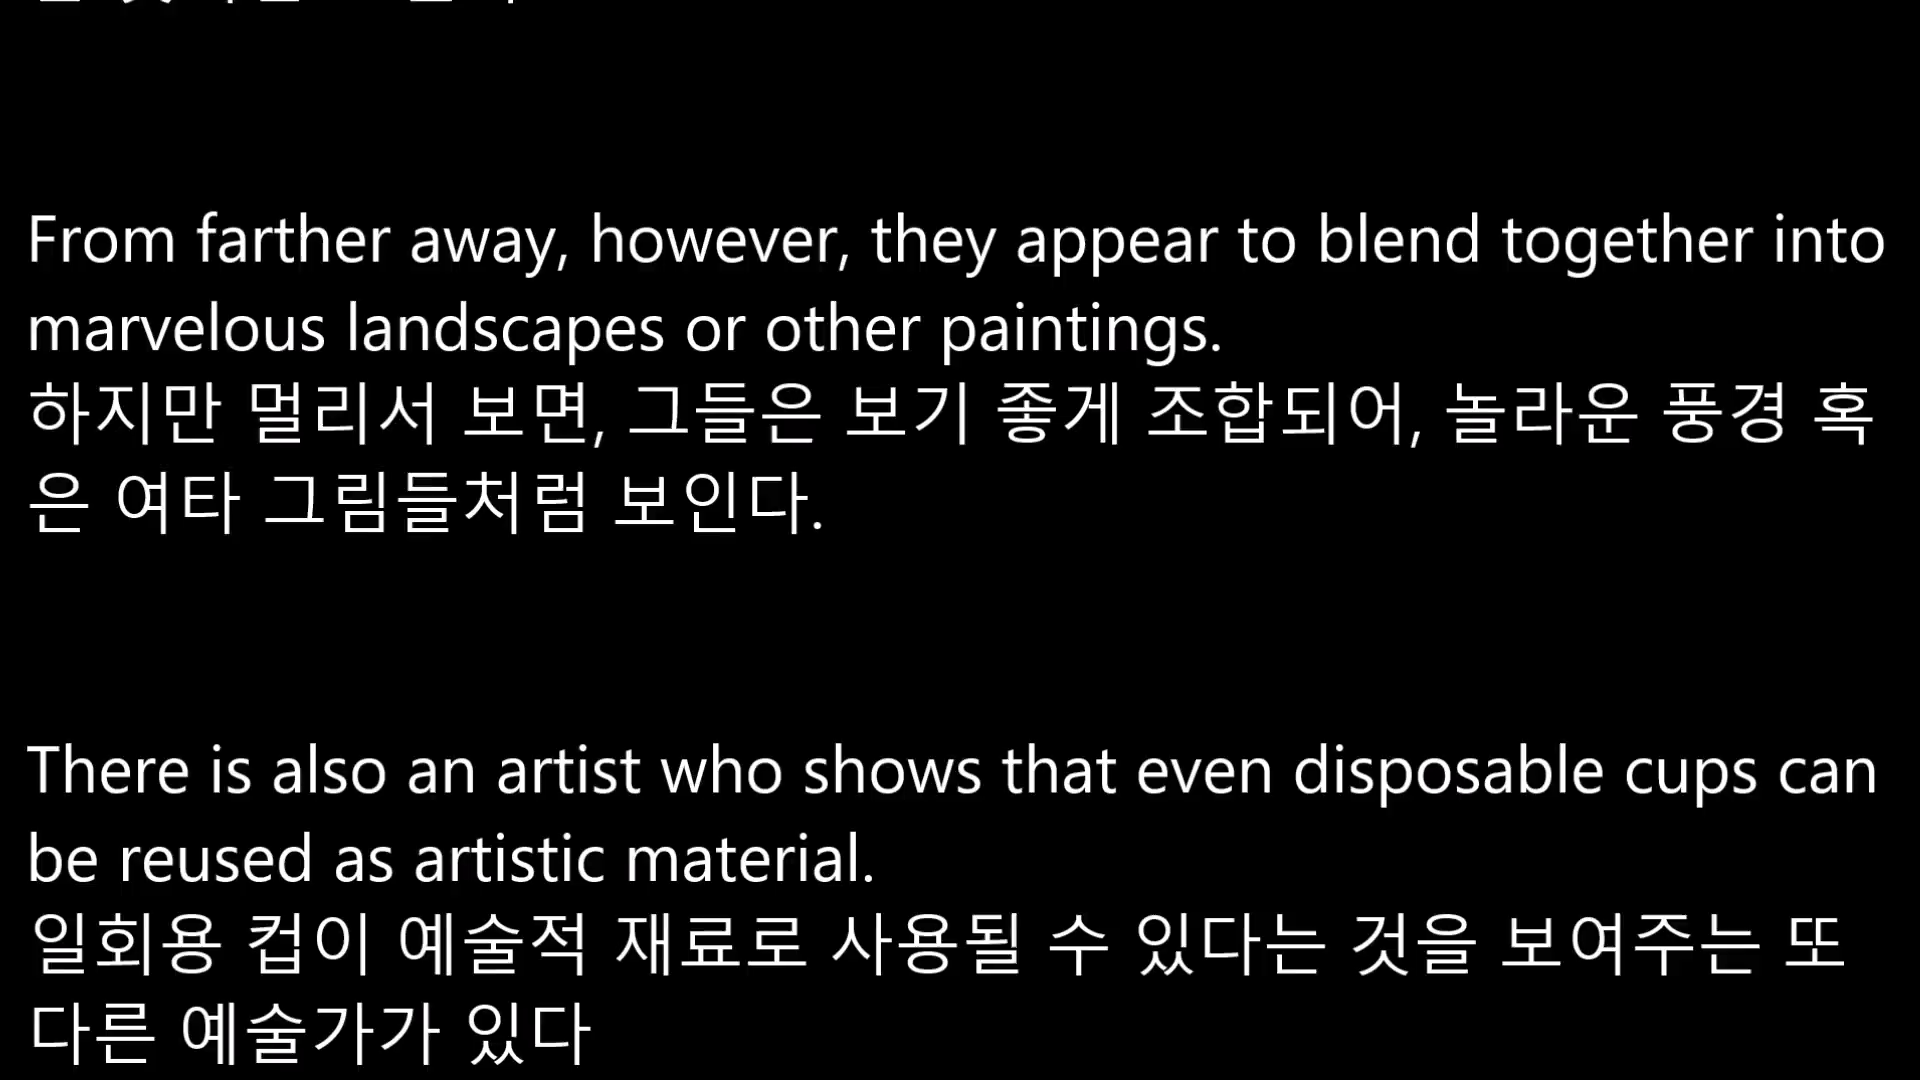 From farther away, however, they appear to blend together into
marvelous landscapes or other paintings.
하지만 멀리서 보면, 그들은 보기 좋게 조합되어, 놀라운 풍경 혹
은 여타 그림들처럼 보인다.
There is also an artist who shows that even disposable cups can
be reused as artistic material.
일회용 컵이 예술적 재료로 사용될 수 있다는 것을 보여주는 또
다른 예술가가 있다